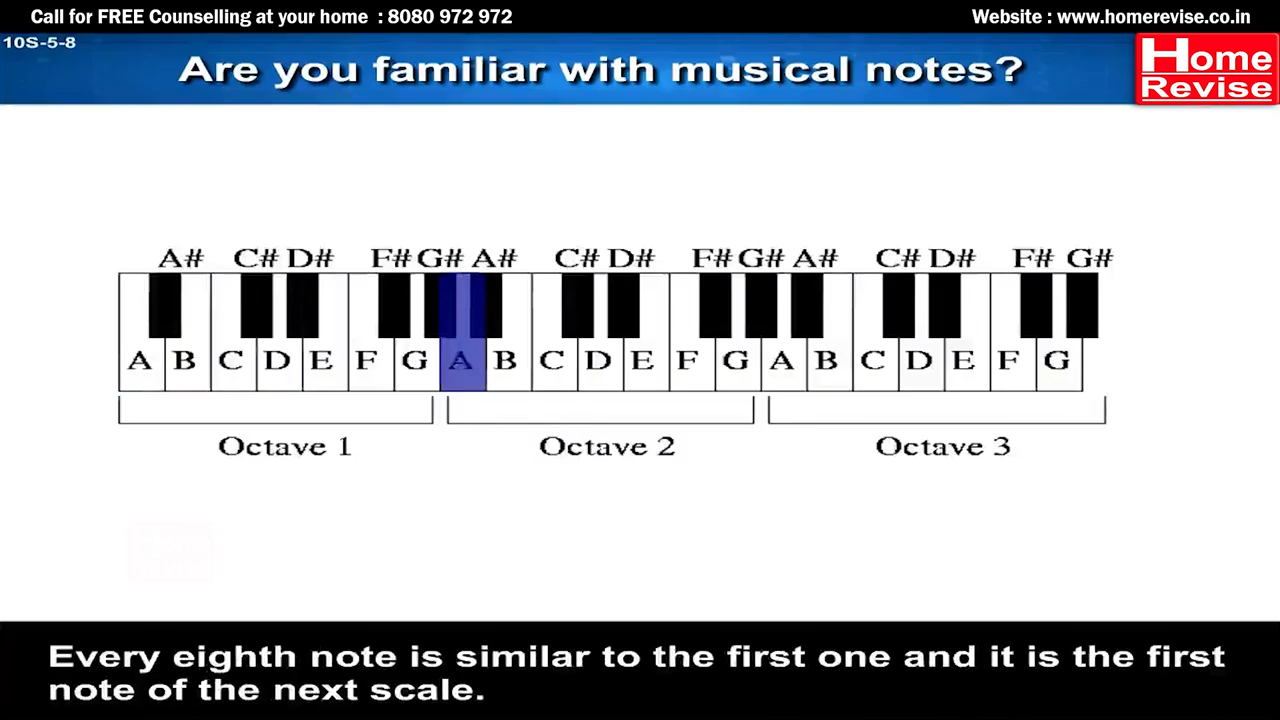 Call for FREE Counselling at your home : 8080 972 972
Website : www.homerevise.co.in
10S-5-8
Are you familiar with musical notes?
Home
Revise
A# C# D# F# G# A# C# D# F# G# A# C# D# F# G#
A B C D E F G A B C D E F G A B C D E F G
Octave 1 Octave 2 Octave 3
Every eighth note is similar to the first one and it is the first
note of the next scale.